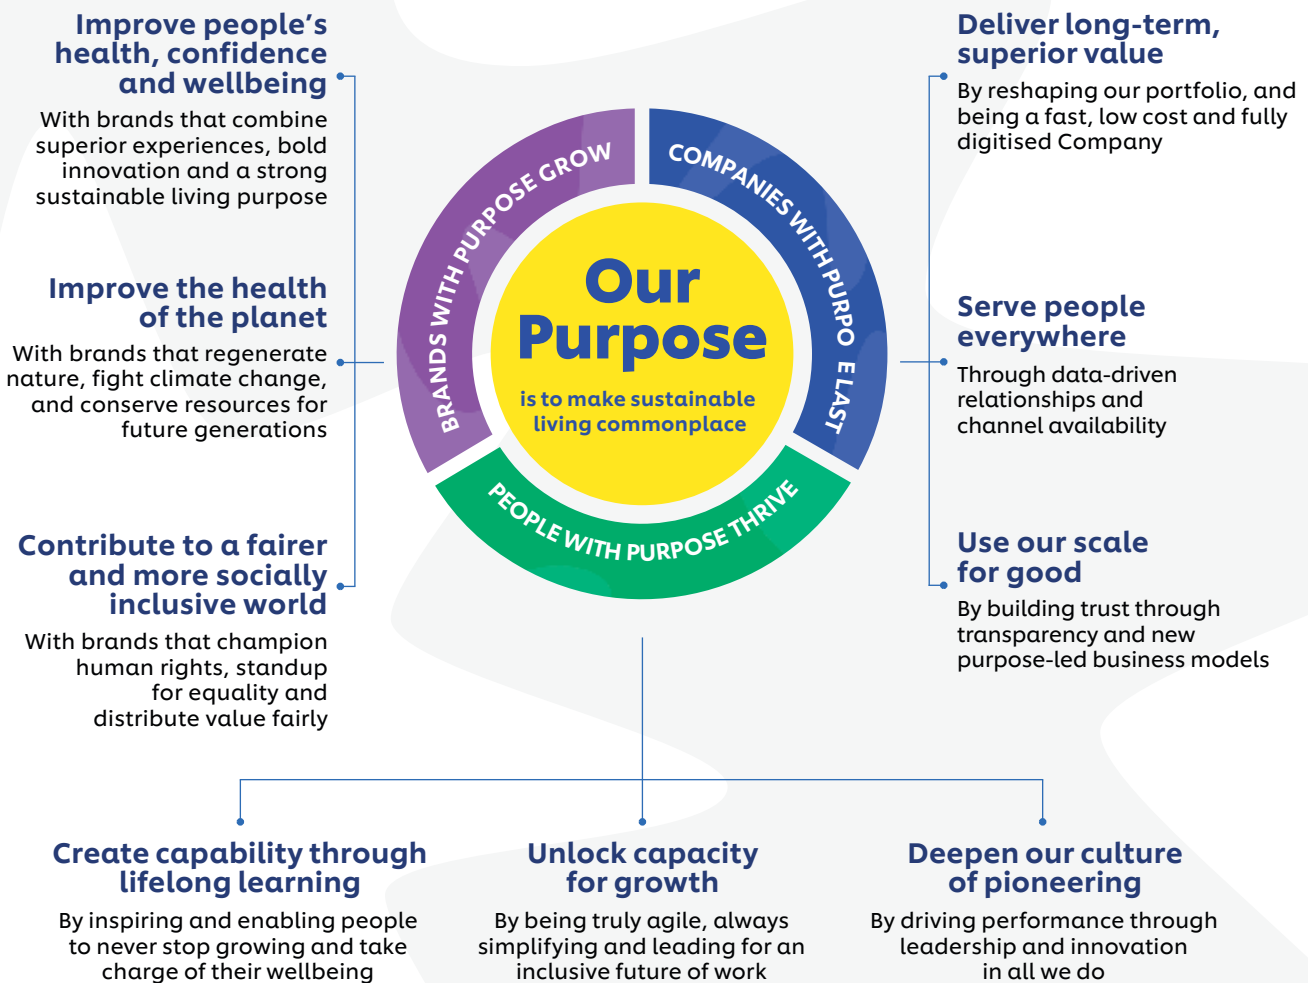 Improve people's
health, confidence
and wellbeing
With brands that combine
superior experiences, bold
innovation and a strong
sustainable living purpose
Improve the health
of the planet
With brands that regenerate
nature, fight climate change,
and conserve resources for
future generations
Contribute to a fairer
and more socially
inclusive world
With brands that champion
human rights, standup
for equality and
distribute value fairly
BRANDS WITH PURPOSE GROW
COMPANIES WITH PURPO E LAST
PEOPLE WITH PURPOSE THRIVE
Our
Purpose
is to make sustainable
living commonplace
Deliver long-term,
superior value
By reshaping our portfolio, and
being a fast, low cost and fully
digitised Company
Serve people
everywhere
Through data-driven
relationships and
channel availability
Use our scale
for good
By building trust through
transparency and new
purpose-led business models
Create capability through
lifelong learning
By inspiring and enabling people
to never stop growing and take
charge of their wellbeing
Unlock capacity
for growth
By being truly agile, always
simplifying and leading for an
inclusive future of work
Deepen our culture
of pioneering
By driving performance through
leadership and innovation
in all we do